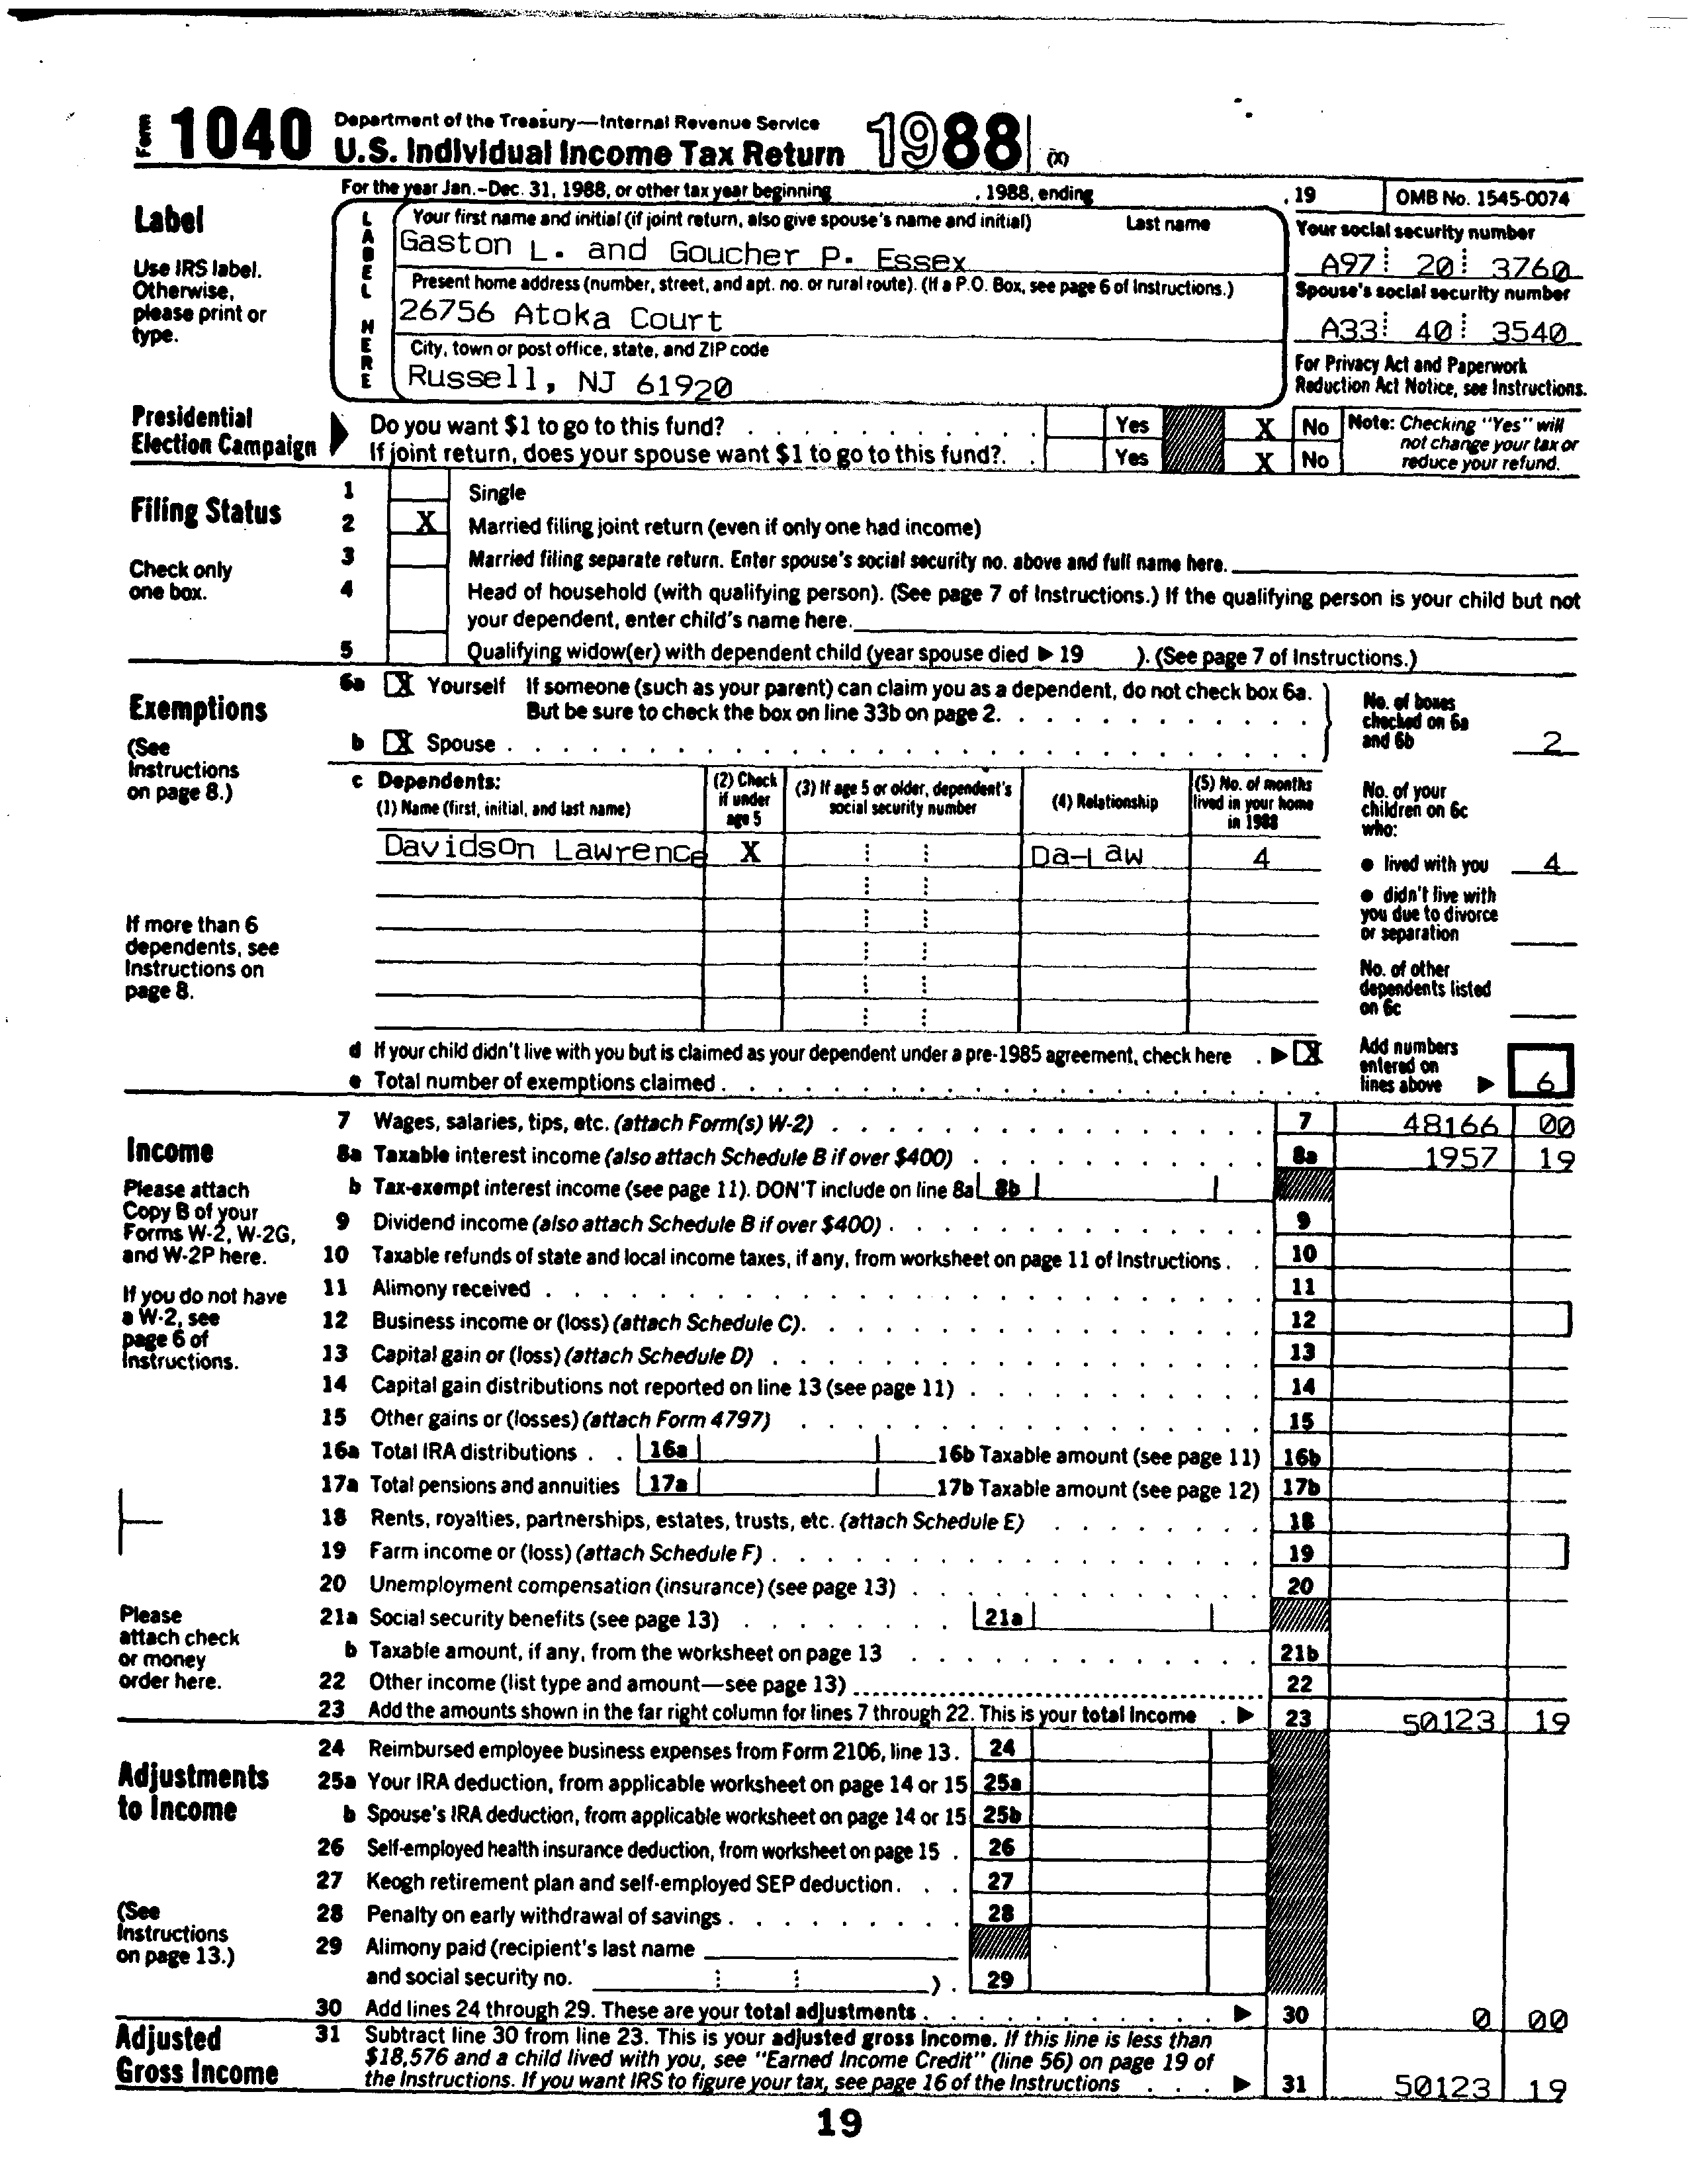 Form 1040 Department of the Treasury—Internal Revenue Service
U.S. Individual Income Tax Return 1988 (X)
For the year Jan.-Dec. 31, 1988, or other tax year beginning , 1988, ending , 19 OMB No. 1545-0074
Label
Use IRS label.
Otherwise,
please print or
type.
LABEL HERE
Your first name and initial (if joint return, also give spouse's name and initial) Last name
Gaston L. and Goucher P. Essex
Your social security number
A97 20 3760
Present home address (number, street, and apt. no. or rural route). (If a P.O. Box, see page 6 of Instructions.)
26756 Atoka Court
Spouse's social security number
A33 40 3540
City, town or post office, state, and ZIP code
Russell, NJ 61920
For Privacy Act and Paperwork
Reduction Act Notice, see Instructions.
Presidential
Election Campaign
Do you want $1 to go to this fund? Yes X No
If joint return, does your spouse want $1 to go to this fund? Yes X No
Note: Checking "Yes" will
not change your tax or
reduce your refund.
Filing Status
Check only
one box.
1 Single
2 X Married filing joint return (even if only one had income)
3 Married filing separate return. Enter spouse's social security no. above and full name here.
4 Head of household (with qualifying person). (See page 7 of Instructions.) If the qualifying person is your child but not
your dependent, enter child's name here.
5 Qualifying widow(er) with dependent child (year spouse died ▶ 19 ). (See page 7 of Instructions.)
Exemptions
(See
Instructions
on page 8.)
6a X Yourself If someone (such as your parent) can claim you as a dependent, do not check box 6a.
But be sure to check the box on line 33b on page 2.
b X Spouse
No. of boxes
checked on 6a
and 6b 2
c Dependents:
(1) Name (first, initial, and last name)
(2) Check
if under
age 5
(3) If age 5 or older, dependent's
social security number
(4) Relationship
(5) No. of months
lived in your home
in 1988
Davidson Lawrence X Da-Law 4
No. of your
children on 6c
who:
● lived with you 4
● didn't live with
you due to divorce
or separation
No. of other
dependents listed
on 6c
If more than 6
dependents, see
Instructions on
page 8.
d If your child didn't live with you but is claimed as your dependent under a pre-1985 agreement, check here ▶ X
e Total number of exemptions claimed
Add numbers
entered on
lines above ▶ 6
Income
Please attach
Copy B of your
Forms W-2, W-2G,
and W-2P here.
If you do not have
a W-2, see
page 6 of
Instructions.
Please
attach check
or money
order here.
7 Wages, salaries, tips, etc. (attach Form(s) W-2) 7 48166 00
8a Taxable interest income (also attach Schedule B if over $400) 8a 1957 19
b Tax-exempt interest income (see page 11). DON'T include on line 8a 8b
9 Dividend income (also attach Schedule B if over $400) 9
10 Taxable refunds of state and local income taxes, if any, from worksheet on page 11 of Instructions 10
11 Alimony received 11
12 Business income or (loss) (attach Schedule C) 12
13 Capital gain or (loss) (attach Schedule D) 13
14 Capital gain distributions not reported on line 13 (see page 11) 14
15 Other gains or (losses) (attach Form 4797) 15
16a Total IRA distributions 16a 16b Taxable amount (see page 11) 16b
17a Total pensions and annuities 17a 17b Taxable amount (see page 12) 17b
18 Rents, royalties, partnerships, estates, trusts, etc. (attach Schedule E) 18
19 Farm income or (loss) (attach Schedule F) 19
20 Unemployment compensation (insurance) (see page 13) 20
21a Social security benefits (see page 13) 21a
b Taxable amount, if any, from the worksheet on page 13 21b
22 Other income (list type and amount—see page 13) 22
23 Add the amounts shown in the far right column for lines 7 through 22. This is your total income ▶ 23 50123 19
Adjustments
to Income
(See
Instructions
on page 13.)
24 Reimbursed employee business expenses from Form 2106, line 13. 24
25a Your IRA deduction, from applicable worksheet on page 14 or 15 25a
b Spouse's IRA deduction, from applicable worksheet on page 14 or 15 25b
26 Self-employed health insurance deduction, from worksheet on page 15 26
27 Keogh retirement plan and self-employed SEP deduction 27
28 Penalty on early withdrawal of savings 28
29 Alimony paid (recipient's last name
and social security no. ) 29
30 Add lines 24 through 29. These are your total adjustments ▶ 30 0 00
Adjusted
Gross Income
31 Subtract line 30 from line 23. This is your adjusted gross income. If this line is less than
$18,576 and a child lived with you, see "Earned Income Credit" (line 56) on page 19 of
the Instructions. If you want IRS to figure your tax, see page 16 of the Instructions ▶ 31 50123 19
19